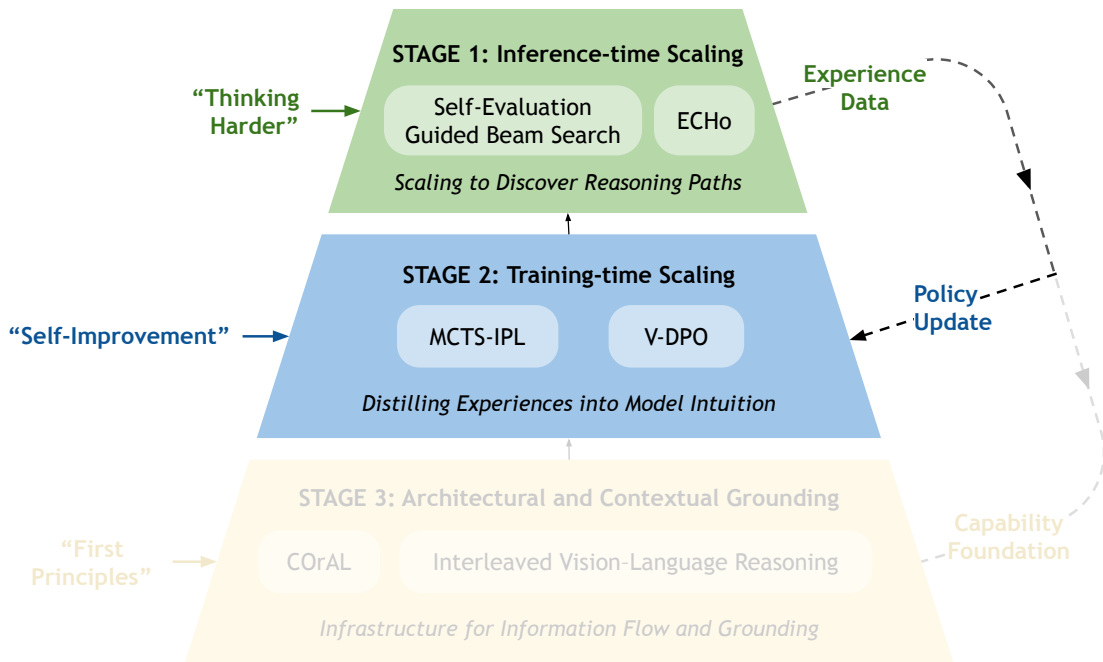 STAGE 1: Inference-time Scaling
“Thinking
Harder”
Self-Evaluation
Guided Beam Search
ECHo
Scaling to Discover Reasoning Paths
Experience
Data
STAGE 2: Training-time Scaling
“Self-Improvement”
MCTS-IPL
V-DPO
Distilling Experiences into Model Intuition
Policy
Update
STAGE 3: Architectural and Contextual Grounding
“First
Principles”
COrAL
Interleaved Vision–Language Reasoning
Infrastructure for Information Flow and Grounding
Capability
Foundation